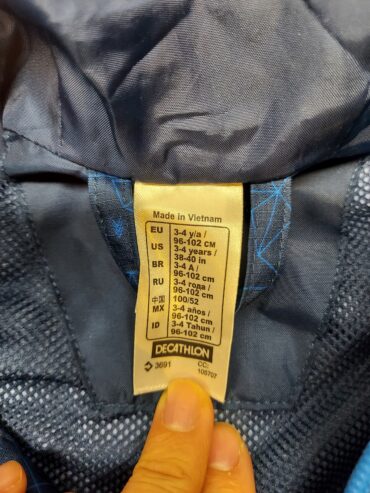 Made in Vietnam
EU 3-4 y/a /
96-102 CM
US 3-4 years /
38-40 in
BR 3-4 A /
96-102 cm
RU 3-4 года /
96-102 cm
中国 100/52
MX 3-4 años /
96-102 cm
ID 3-4 Tahun /
96-102 cm
DECATHLON
3691 CC:
108707